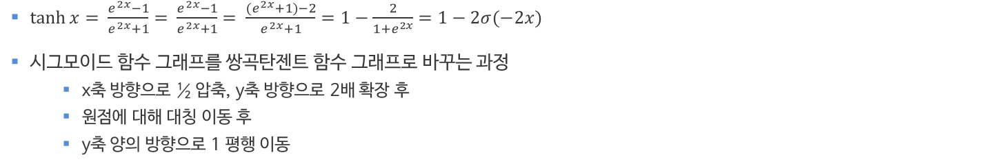 ▪ tanh x = \frac{e^{2x}-1}{e^{2x}+1} = \frac{e^{2x}-1}{e^{2x}+1} = \frac{(e^{2x}+1)-2}{e^{2x}+1} = 1 - \frac{2}{1+e^{2x}} = 1 - 2σ(-2x)
▪ 시그모이드 함수 그래프를 쌍곡탄젠트 함수 그래프로 바꾸는 과정
▪ x축 방향으로 ½ 압축, y축 방향으로 2배 확장 후
▪ 원점에 대해 대칭 이동 후
▪ y축 양의 방향으로 1 평행 이동